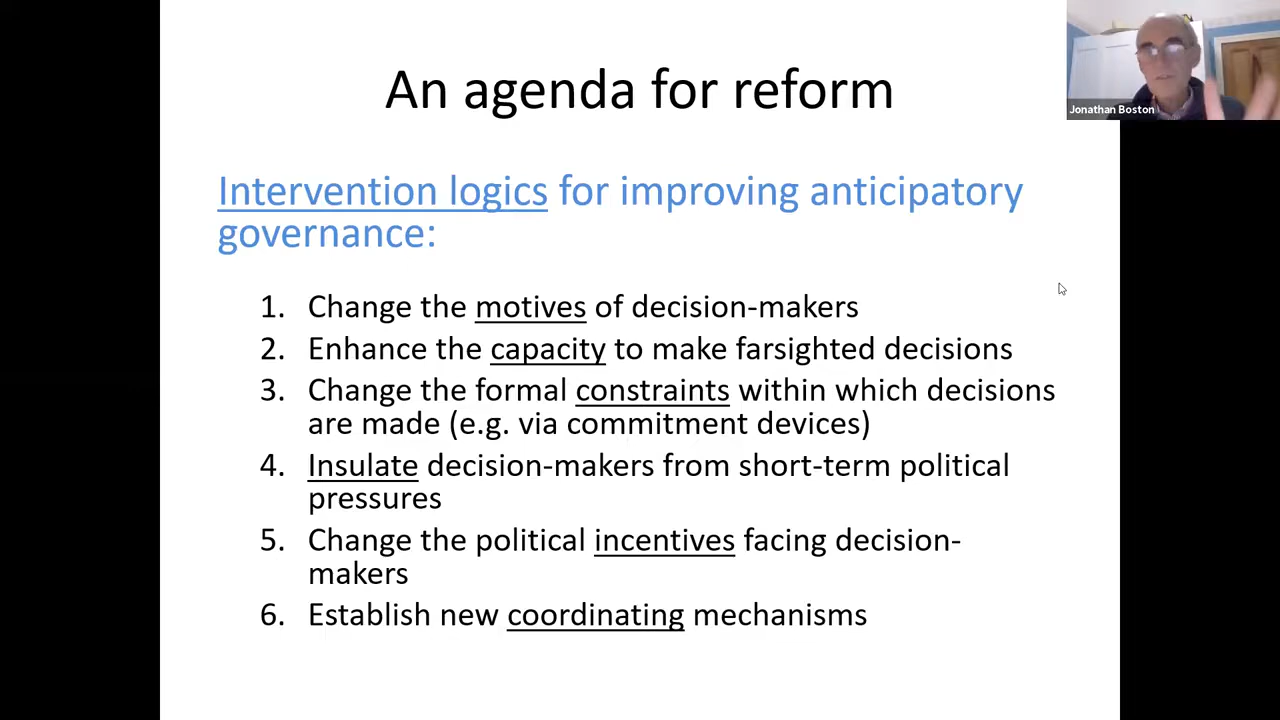 An agenda for reform
Jonathan Boston
Intervention logics for improving anticipatory
governance:
1. Change the motives of decision-makers
2. Enhance the capacity to make farsighted decisions
3. Change the formal constraints within which decisions
are made (e.g. via commitment devices)
4. Insulate decision-makers from short-term political
pressures
5. Change the political incentives facing decision-
makers
6. Establish new coordinating mechanisms